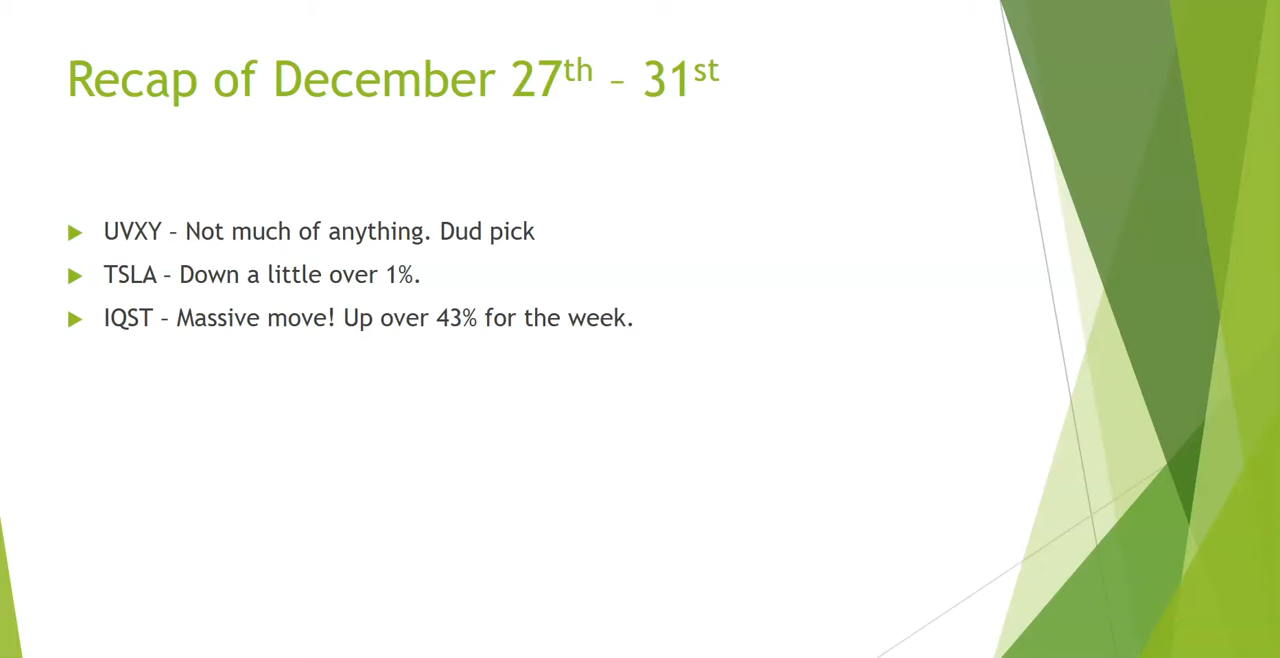 Recap of December 27th – 31st
UVXY – Not much of anything. Dud pick
TSLA – Down a little over 1%.
IQST – Massive move! Up over 43% for the week.